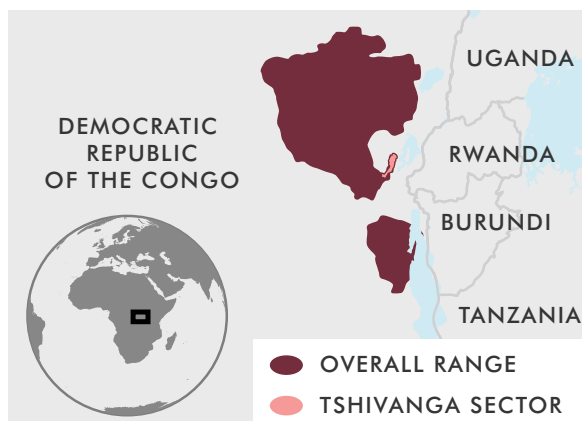 UGANDA
DEMOCRATIC
REPUBLIC
OF THE CONGO
RWANDA
BURUNDI
TANZANIA
OVERALL RANGE
TSHIVANGA SECTOR